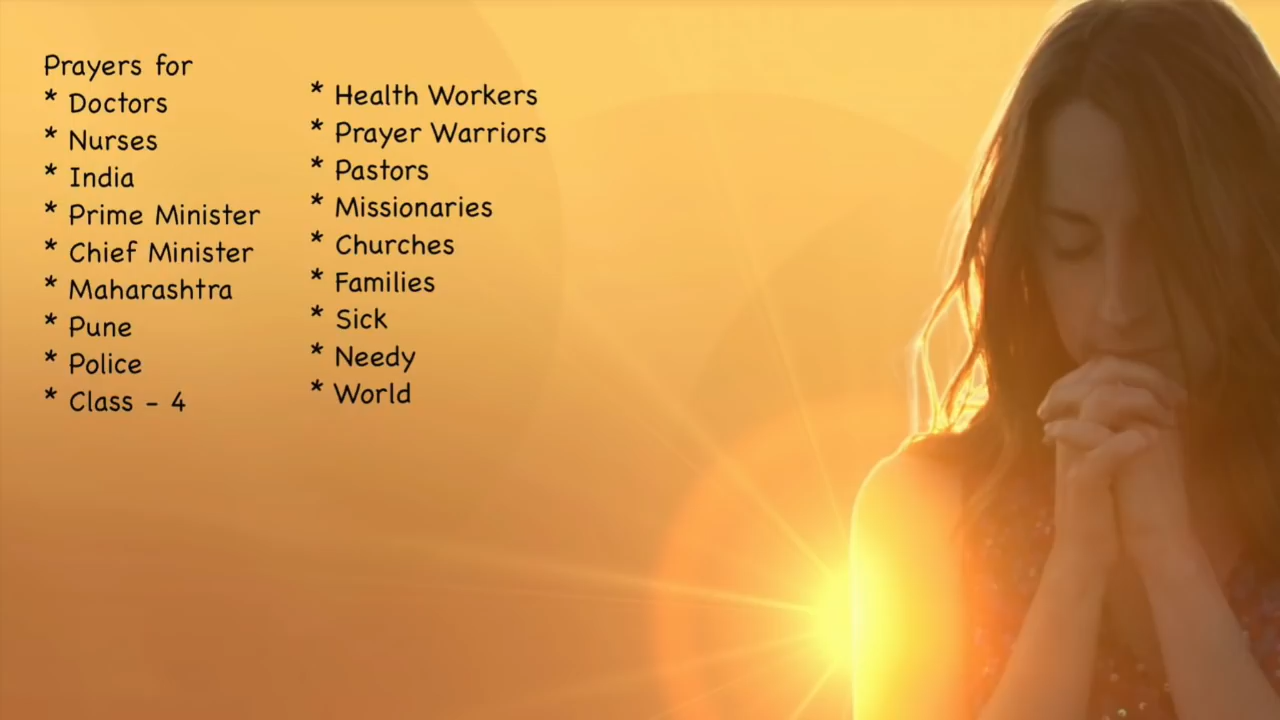 Prayers for
* Doctors
* Nurses
* India
* Prime Minister
* Chief Minister
* Maharashtra
* Pune
* Police
* Class - 4
* Health Workers
* Prayer Warriors
* Pastors
* Missionaries
* Churches
* Families
* Sick
* Needy
* World